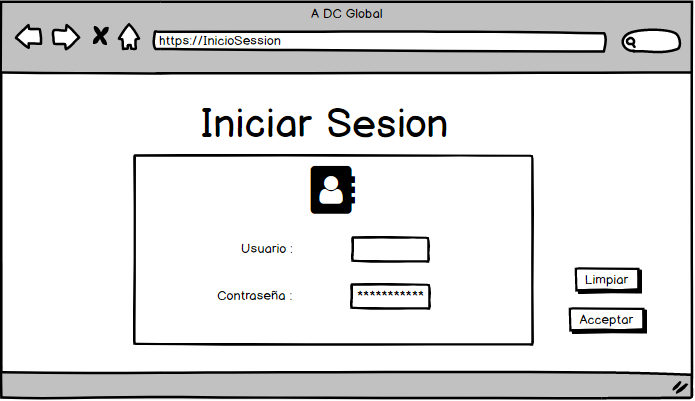 A DC Global
https://InicioSession
Iniciar Sesion
Usuario :
Contraseña :
***********
Limpiar
Acceptar